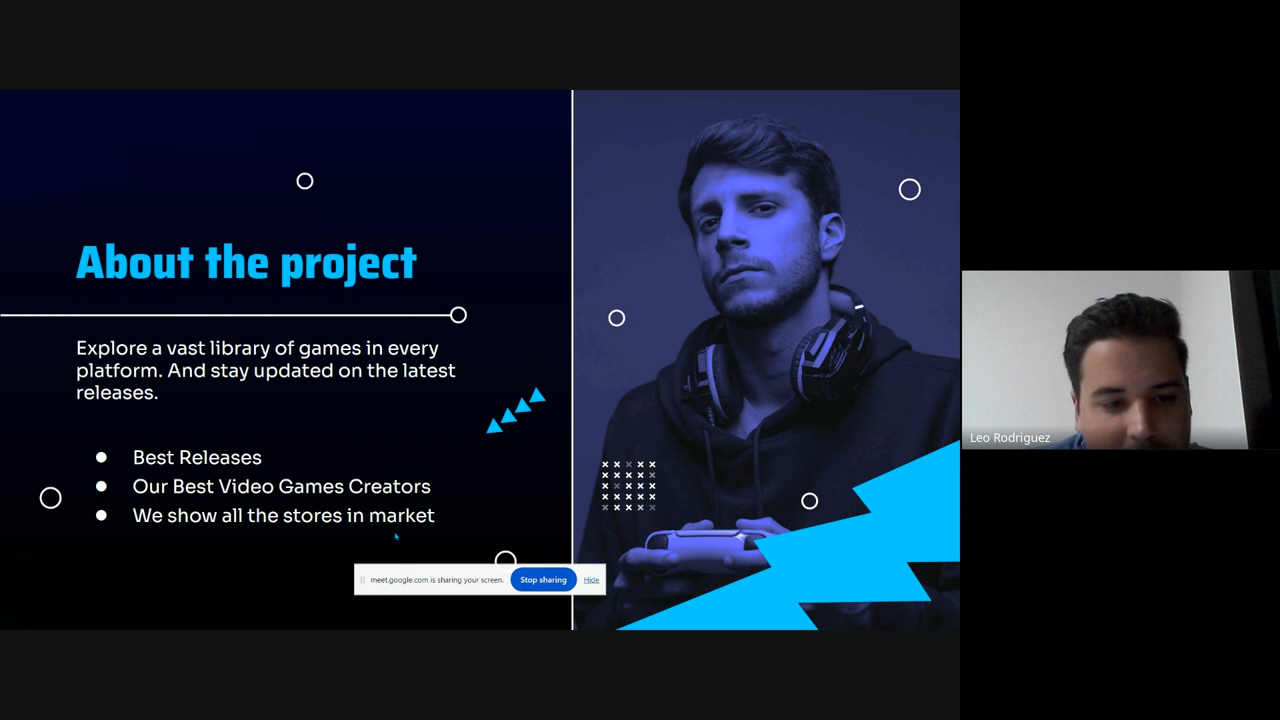 About the project
Explore a vast library of games in every
platform. And stay updated on the latest
releases.
● Best Releases
● Our Best Video Games Creators
● We show all the stores in market
meet.google.com is sharing your screen. Stop sharing Hide
Leo Rodriguez